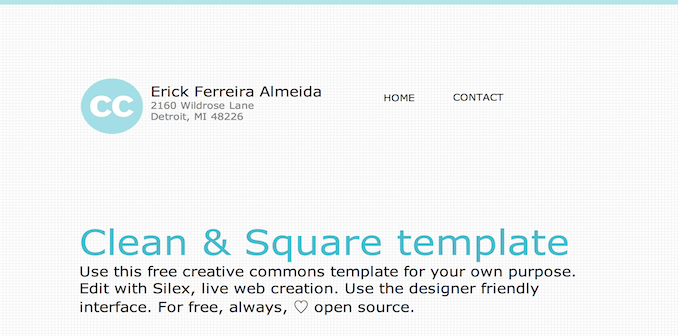 CC
Erick Ferreira Almeida
2160 Wildrose Lane
Detroit, MI 48226
HOME CONTACT
Clean & Square template
Use this free creative commons template for your own purpose.
Edit with Silex, live web creation. Use the designer friendly
interface. For free, always, ♡ open source.